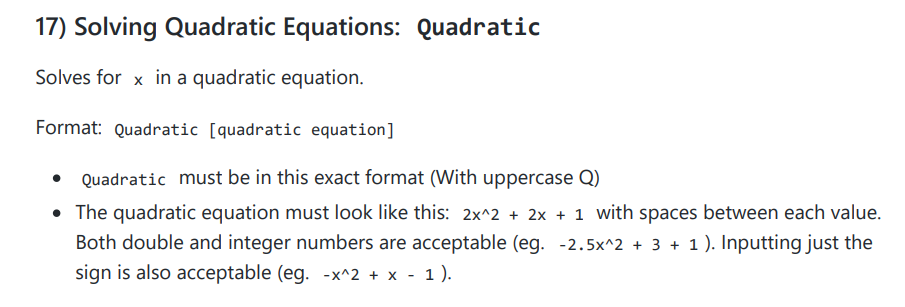 17) Solving Quadratic Equations: Quadratic
Solves for x in a quadratic equation.
Format: Quadratic [quadratic equation]
• Quadratic must be in this exact format (With uppercase Q)
• The quadratic equation must look like this: 2x^2 + 2x + 1 with spaces between each value.
Both double and integer numbers are acceptable (eg. -2.5x^2 + 3 + 1 ). Inputting just the
sign is also acceptable (eg. -x^2 + x - 1 ).